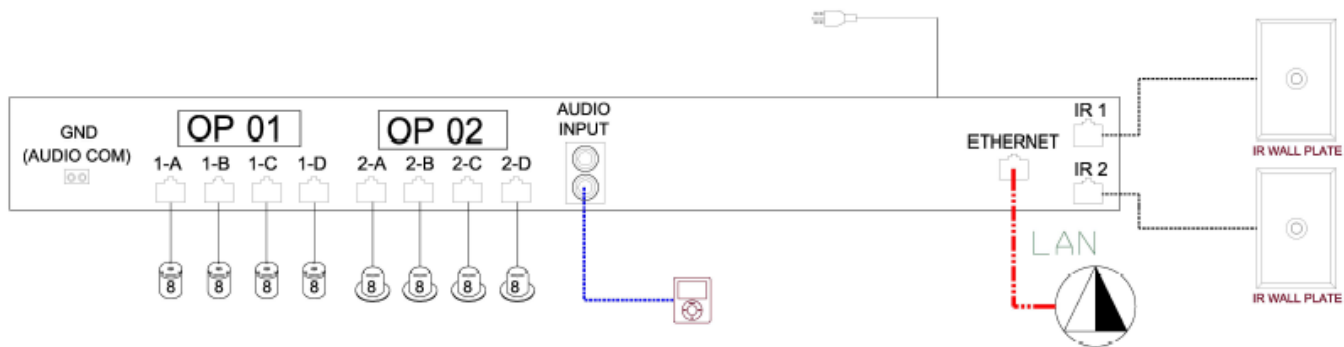 GND
(AUDIO COM)
OP 01
1-A 1-B 1-C 1-D
OP 02
2-A 2-B 2-C 2-D
AUDIO
INPUT
ETHERNET
IR 1
IR 2
LAN
8 8 8 8 8 8 8 8
IR WALL PLATE
IR WALL PLATE